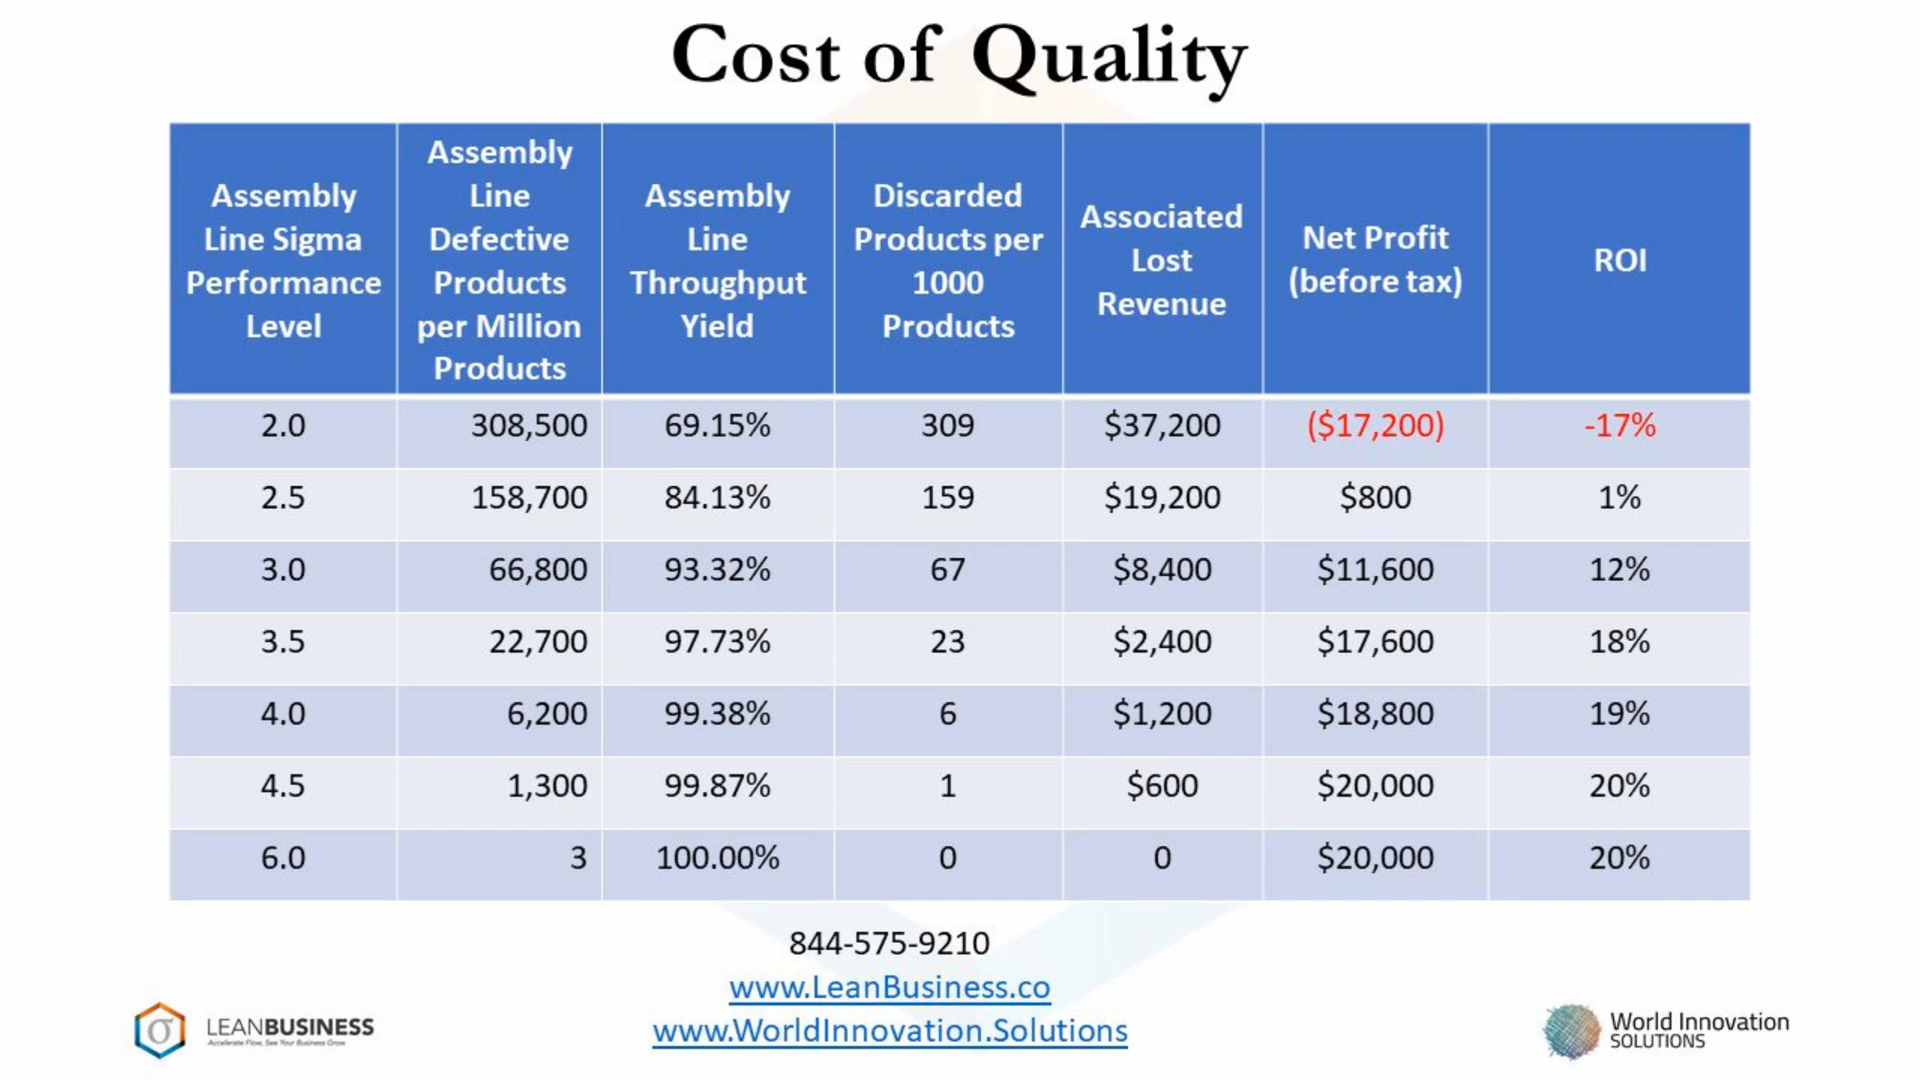 Cost of Quality
Assembly
Line Sigma
Performance
Level
Assembly
Line
Defective
Products
per Million
Products
Assembly
Line
Throughput
Yield
Discarded
Products per
1000
Products
Associated
Lost
Revenue
Net Profit
(before tax)
ROI
2.0 308,500 69.15% 309 $37,200 ($17,200) -17%
2.5 158,700 84.13% 159 $19,200 $800 1%
3.0 66,800 93.32% 67 $8,400 $11,600 12%
3.5 22,700 97.73% 23 $2,400 $17,600 18%
4.0 6,200 99.38% 6 $1,200 $18,800 19%
4.5 1,300 99.87% 1 $600 $20,000 20%
6.0 3 100.00% 0 0 $20,000 20%
844-575-9210
www.LeanBusiness.co
www.WorldInnovation.Solutions
σ LEANBUSINESS
Accelerate Flow, See Your Business Grow
World Innovation
SOLUTIONS